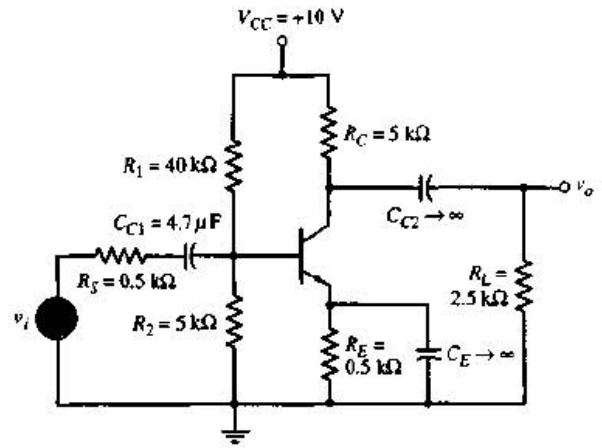 V_CC = +10 V
R_C = 5 kΩ
R_1 = 40 kΩ
C_C1 = 4.7 μF
v_o
C_C2 → ∞
R_S = 0.5 kΩ
R_L =
2.5 kΩ
v_i
R_2 = 5 kΩ
R_E =
0.5 kΩ
C_E → ∞